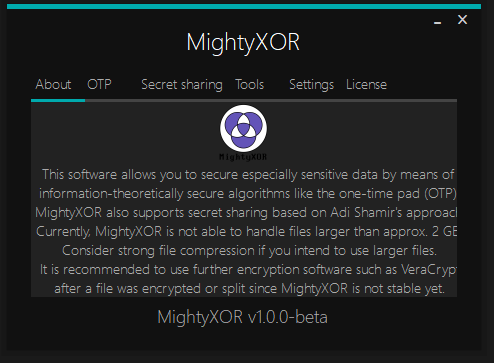 MightyXOR
About OTP Secret sharing Tools Settings License
MightyXOR
This software allows you to secure especially sensitive data by means of
information-theoretically secure algorithms like the one-time pad (OTP)
MightyXOR also supports secret sharing based on Adi Shamir's approach
Currently, MightyXOR is not able to handle files larger than approx. 2 GB
Consider strong file compression if you intend to use larger files.
It is recommended to use further encryption software such as VeraCrypt
after a file was encrypted or split since MightyXOR is not stable yet.
MightyXOR v1.0.0-beta